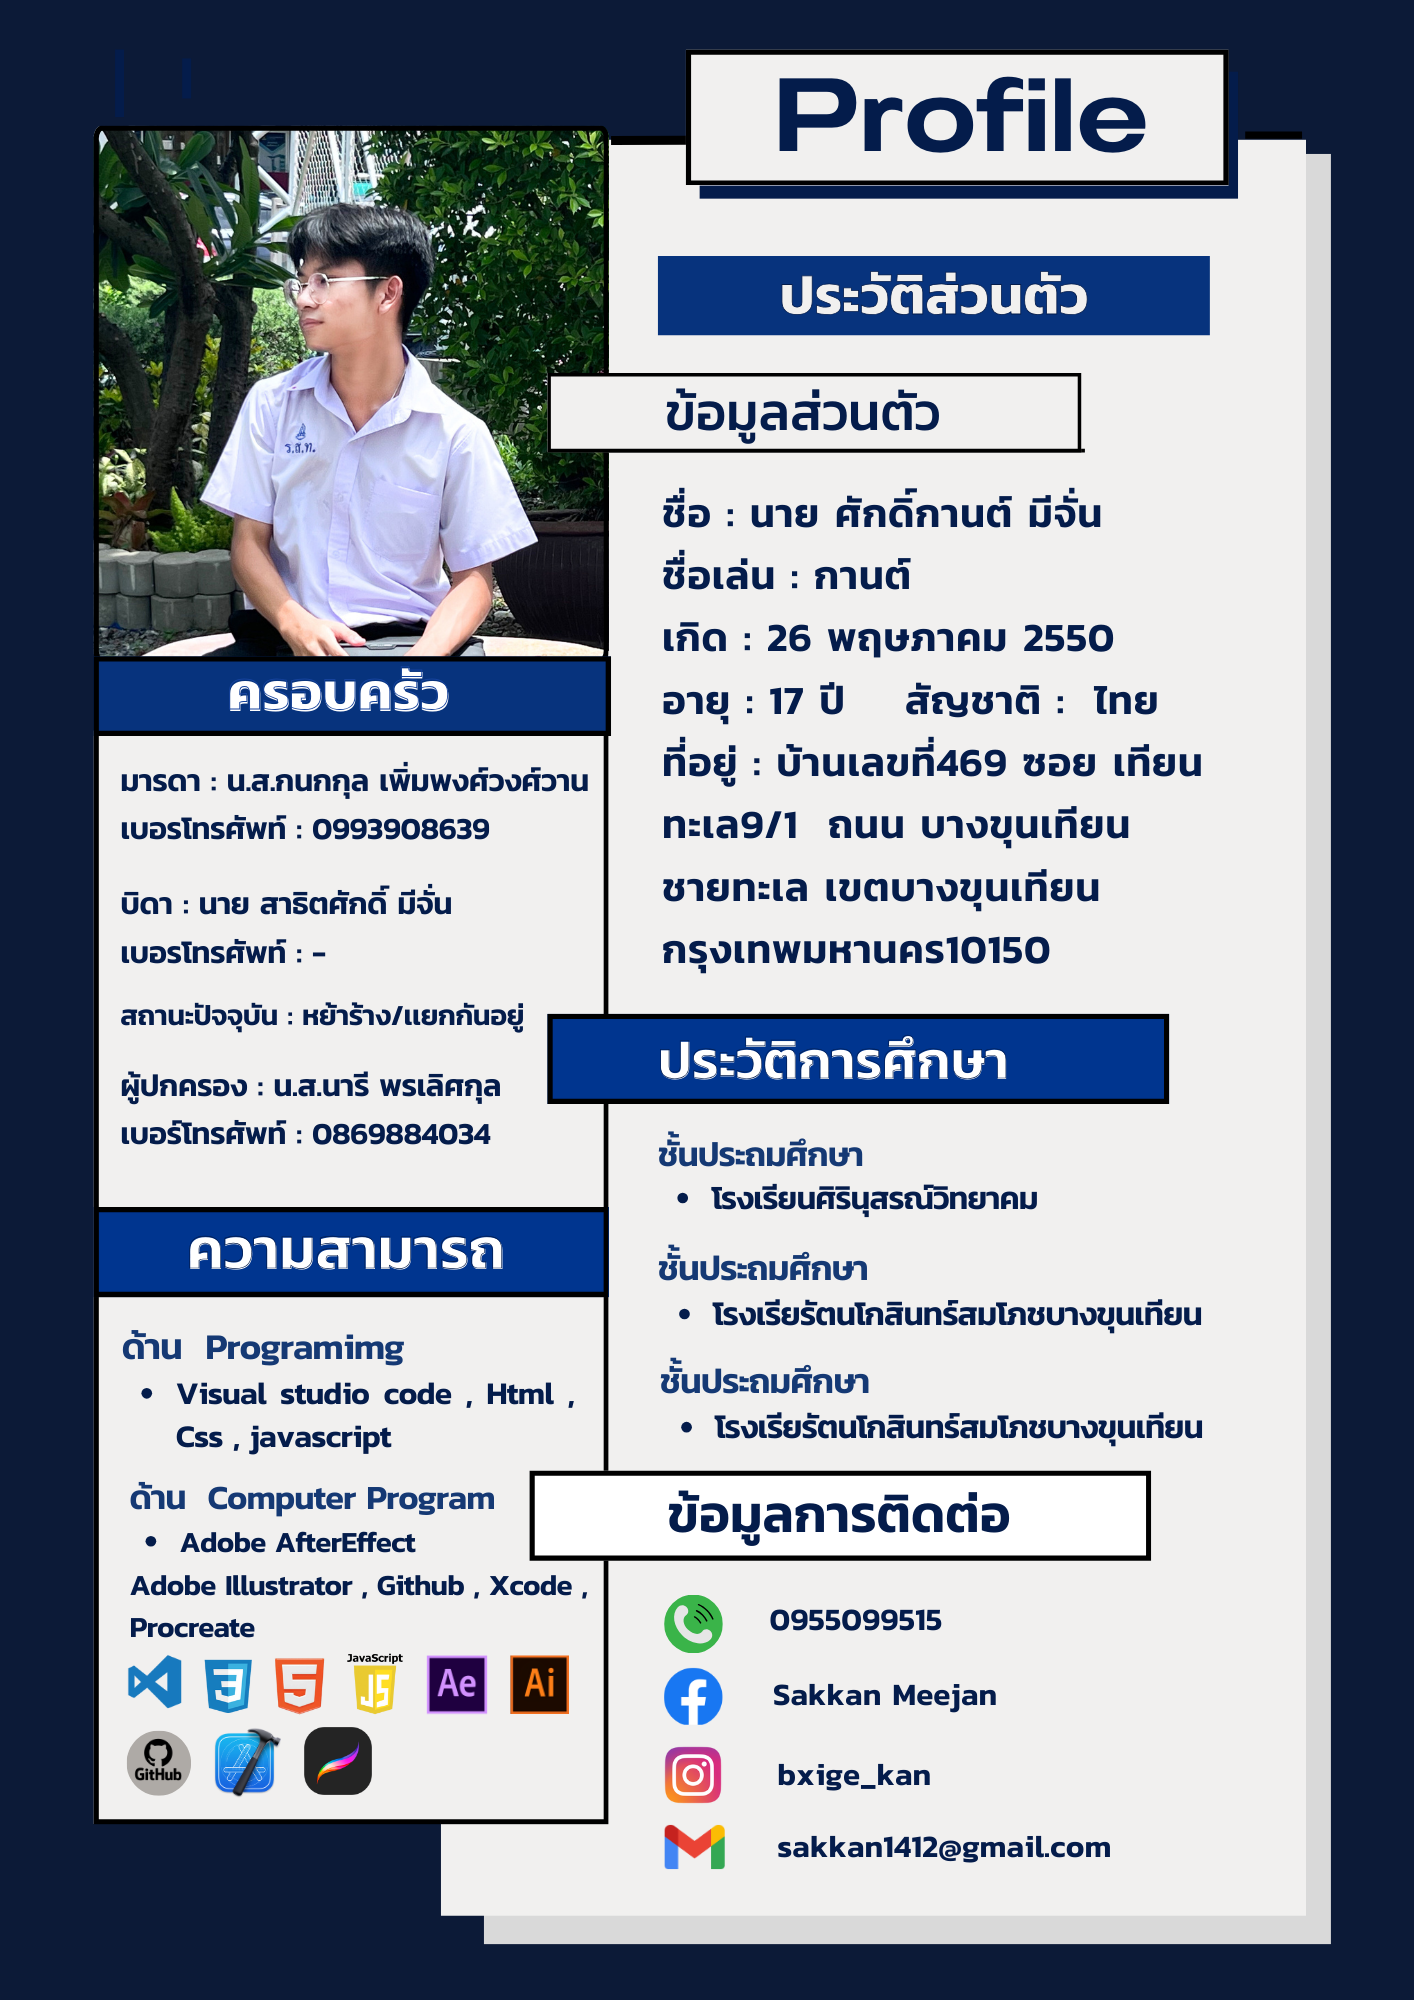 Profile
ร.ส.ท.
ประวัติส่วนตัว
ข้อมูลส่วนตัว
ชื่อ : นาย ศักดิ์กานต์ มีจั่น
ชื่อเล่น : กานต์
เกิด : 26 พฤษภาคม 2550
อายุ : 17 ปี สัญชาติ : ไทย
ที่อยู่ : บ้านเลขที่469 ซอย เทียน
ทะเล9/1 ถนน บางขุนเทียน
ชายทะเล เขตบางขุนเทียน
กรุงเทพมหานคร10150
ครอบครัว
มารดา : น.ส.กนกกุล เพิ่มพงศ์วงศ์วาน
เบอรโทรศัพท์ : 0993908639
บิดา : นาย สาธิตศักดิ์ มีจั่น
เบอรโทรศัพท์ : -
สถานะปัจจุบัน : หย้าร้าง/แยกกันอยู่
ผู้ปกครอง : น.ส.นารี พรเลิศกุล
เบอร์โทรศัพท์ : 0869884034
ประวัติการศึกษา
ชั้นประถมศึกษา
• โรงเรียนศิรินุสรณ์วิทยาคม
ชั้นประถมศึกษา
• โรงเรียรัตนโกสินทร์สมโภชบางขุนเทียน
ชั้นประถมศึกษา
• โรงเรียรัตนโกสินทร์สมโภชบางขุนเทียน
ความสามารถ
ด้าน Programimg
• Visual studio code , Html ,
Css , javascript
ด้าน Computer Program
• Adobe AfterEffect
Adobe Illustrator , Github , Xcode ,
Procreate
JavaScript
3
5
JS
Ae
Ai
GitHub
ข้อมูลการติดต่อ
0955099515
Sakkan Meejan
bxige_kan
sakkan1412@gmail.com